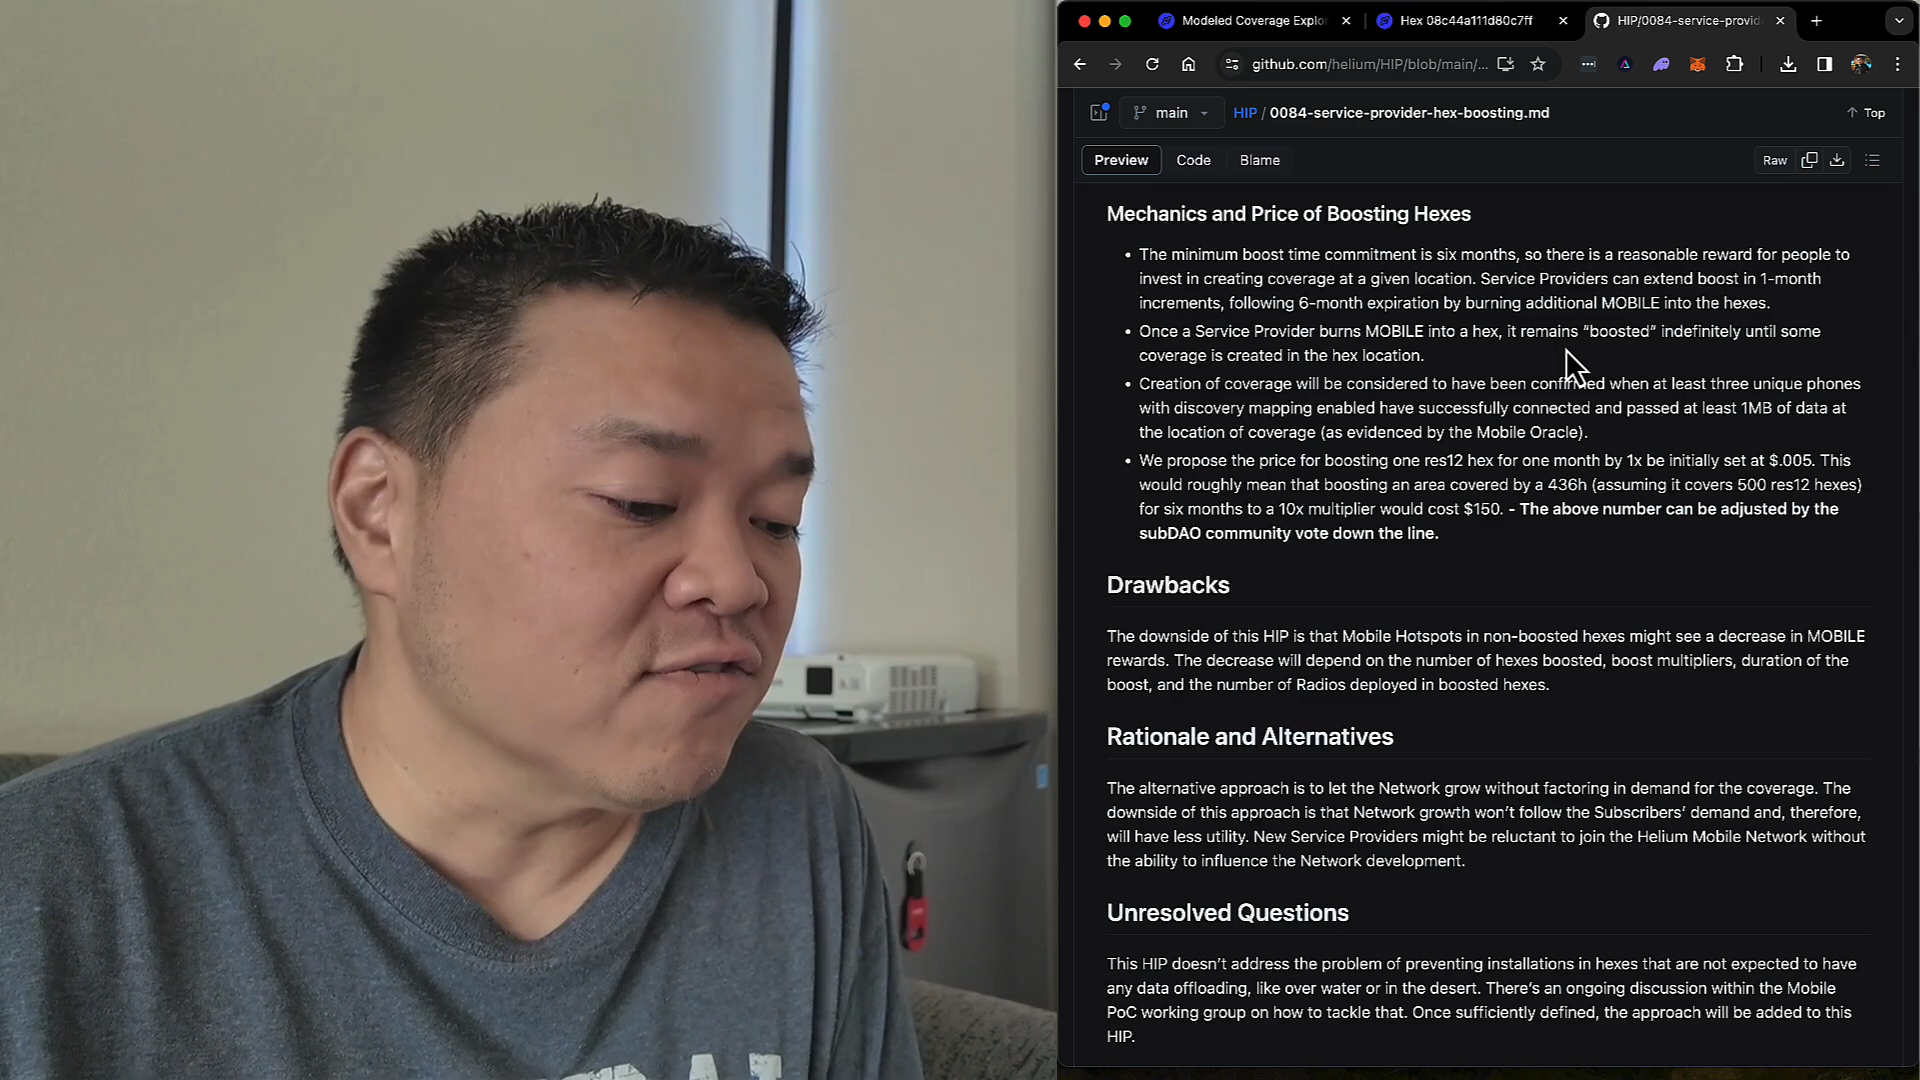 Modeled Coverage Explo
Hex 08c44a111d80c7ff
HIP/0084-service-provid
github.com/helium/HIP/blob/main/...
main
HIP / 0084-service-provider-hex-boosting.md
Top
Preview
Code
Blame
Raw
Mechanics and Price of Boosting Hexes
• The minimum boost time commitment is six months, so there is a reasonable reward for people to
invest in creating coverage at a given location. Service Providers can extend boost in 1-month
increments, following 6-month expiration by burning additional MOBILE into the hexes.
• Once a Service Provider burns MOBILE into a hex, it remains “boosted” indefinitely until some
coverage is created in the hex location.
• Creation of coverage will be considered to have been confirmed when at least three unique phones
with discovery mapping enabled have successfully connected and passed at least 1MB of data at
the location of coverage (as evidenced by the Mobile Oracle).
• We propose the price for boosting one res12 hex for one month by 1x be initially set at $.005. This
would roughly mean that boosting an area covered by a 436h (assuming it covers 500 res12 hexes)
for six months to a 10x multiplier would cost $150. - The above number can be adjusted by the
subDAO community vote down the line.
Drawbacks
The downside of this HIP is that Mobile Hotspots in non-boosted hexes might see a decrease in MOBILE
rewards. The decrease will depend on the number of hexes boosted, boost multipliers, duration of the
boost, and the number of Radios deployed in boosted hexes.
Rationale and Alternatives
The alternative approach is to let the Network grow without factoring in demand for the coverage. The
downside of this approach is that Network growth won’t follow the Subscribers’ demand and, therefore,
will have less utility. New Service Providers might be reluctant to join the Helium Mobile Network without
the ability to influence the Network development.
Unresolved Questions
This HIP doesn’t address the problem of preventing installations in hexes that are not expected to have
any data offloading, like over water or in the desert. There’s an ongoing discussion within the Mobile
PoC working group on how to tackle that. Once sufficiently defined, the approach will be added to this
HIP.